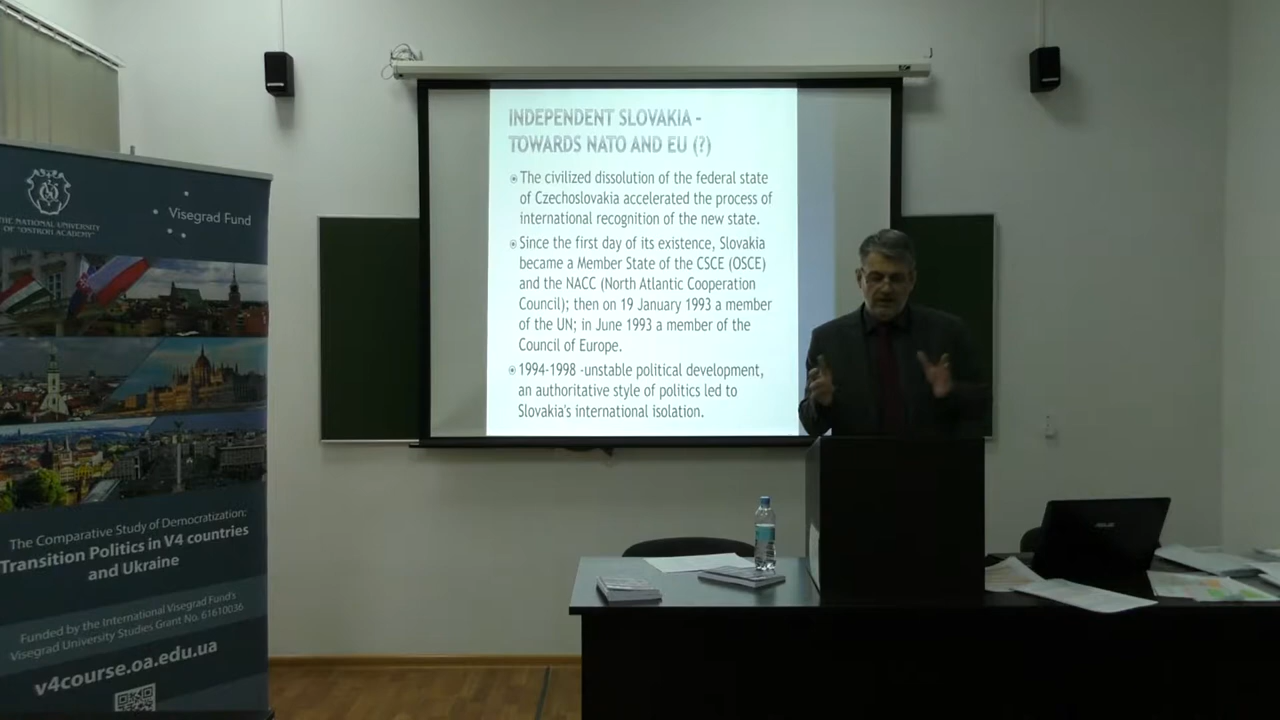 THE NATIONAL UNIVERSITY
OF "OSTROH ACADEMY"
Visegrad Fund
The Comparative Study of Democratization:
Transition Politics in V4 countries
and Ukraine
Funded by the International Visegrad Fund's
Visegrad University Studies Grant No. 61610036
v4course.oa.edu.ua
INDEPENDENT SLOVAKIA -
TOWARDS NATO AND EU (?)
The civilized dissolution of the federal state
of Czechoslovakia accelerated the process of
international recognition of the new state.
Since the first day of its existence, Slovakia
became a Member State of the CSCE (OSCE)
and the NACC (North Atlantic Cooperation
Council); then on 19 January 1993 a member
of the UN; in June 1993 a member of the
Council of Europe.
1994-1998 -unstable political development,
an authoritative style of politics led to
Slovakia's international isolation.
ASUS